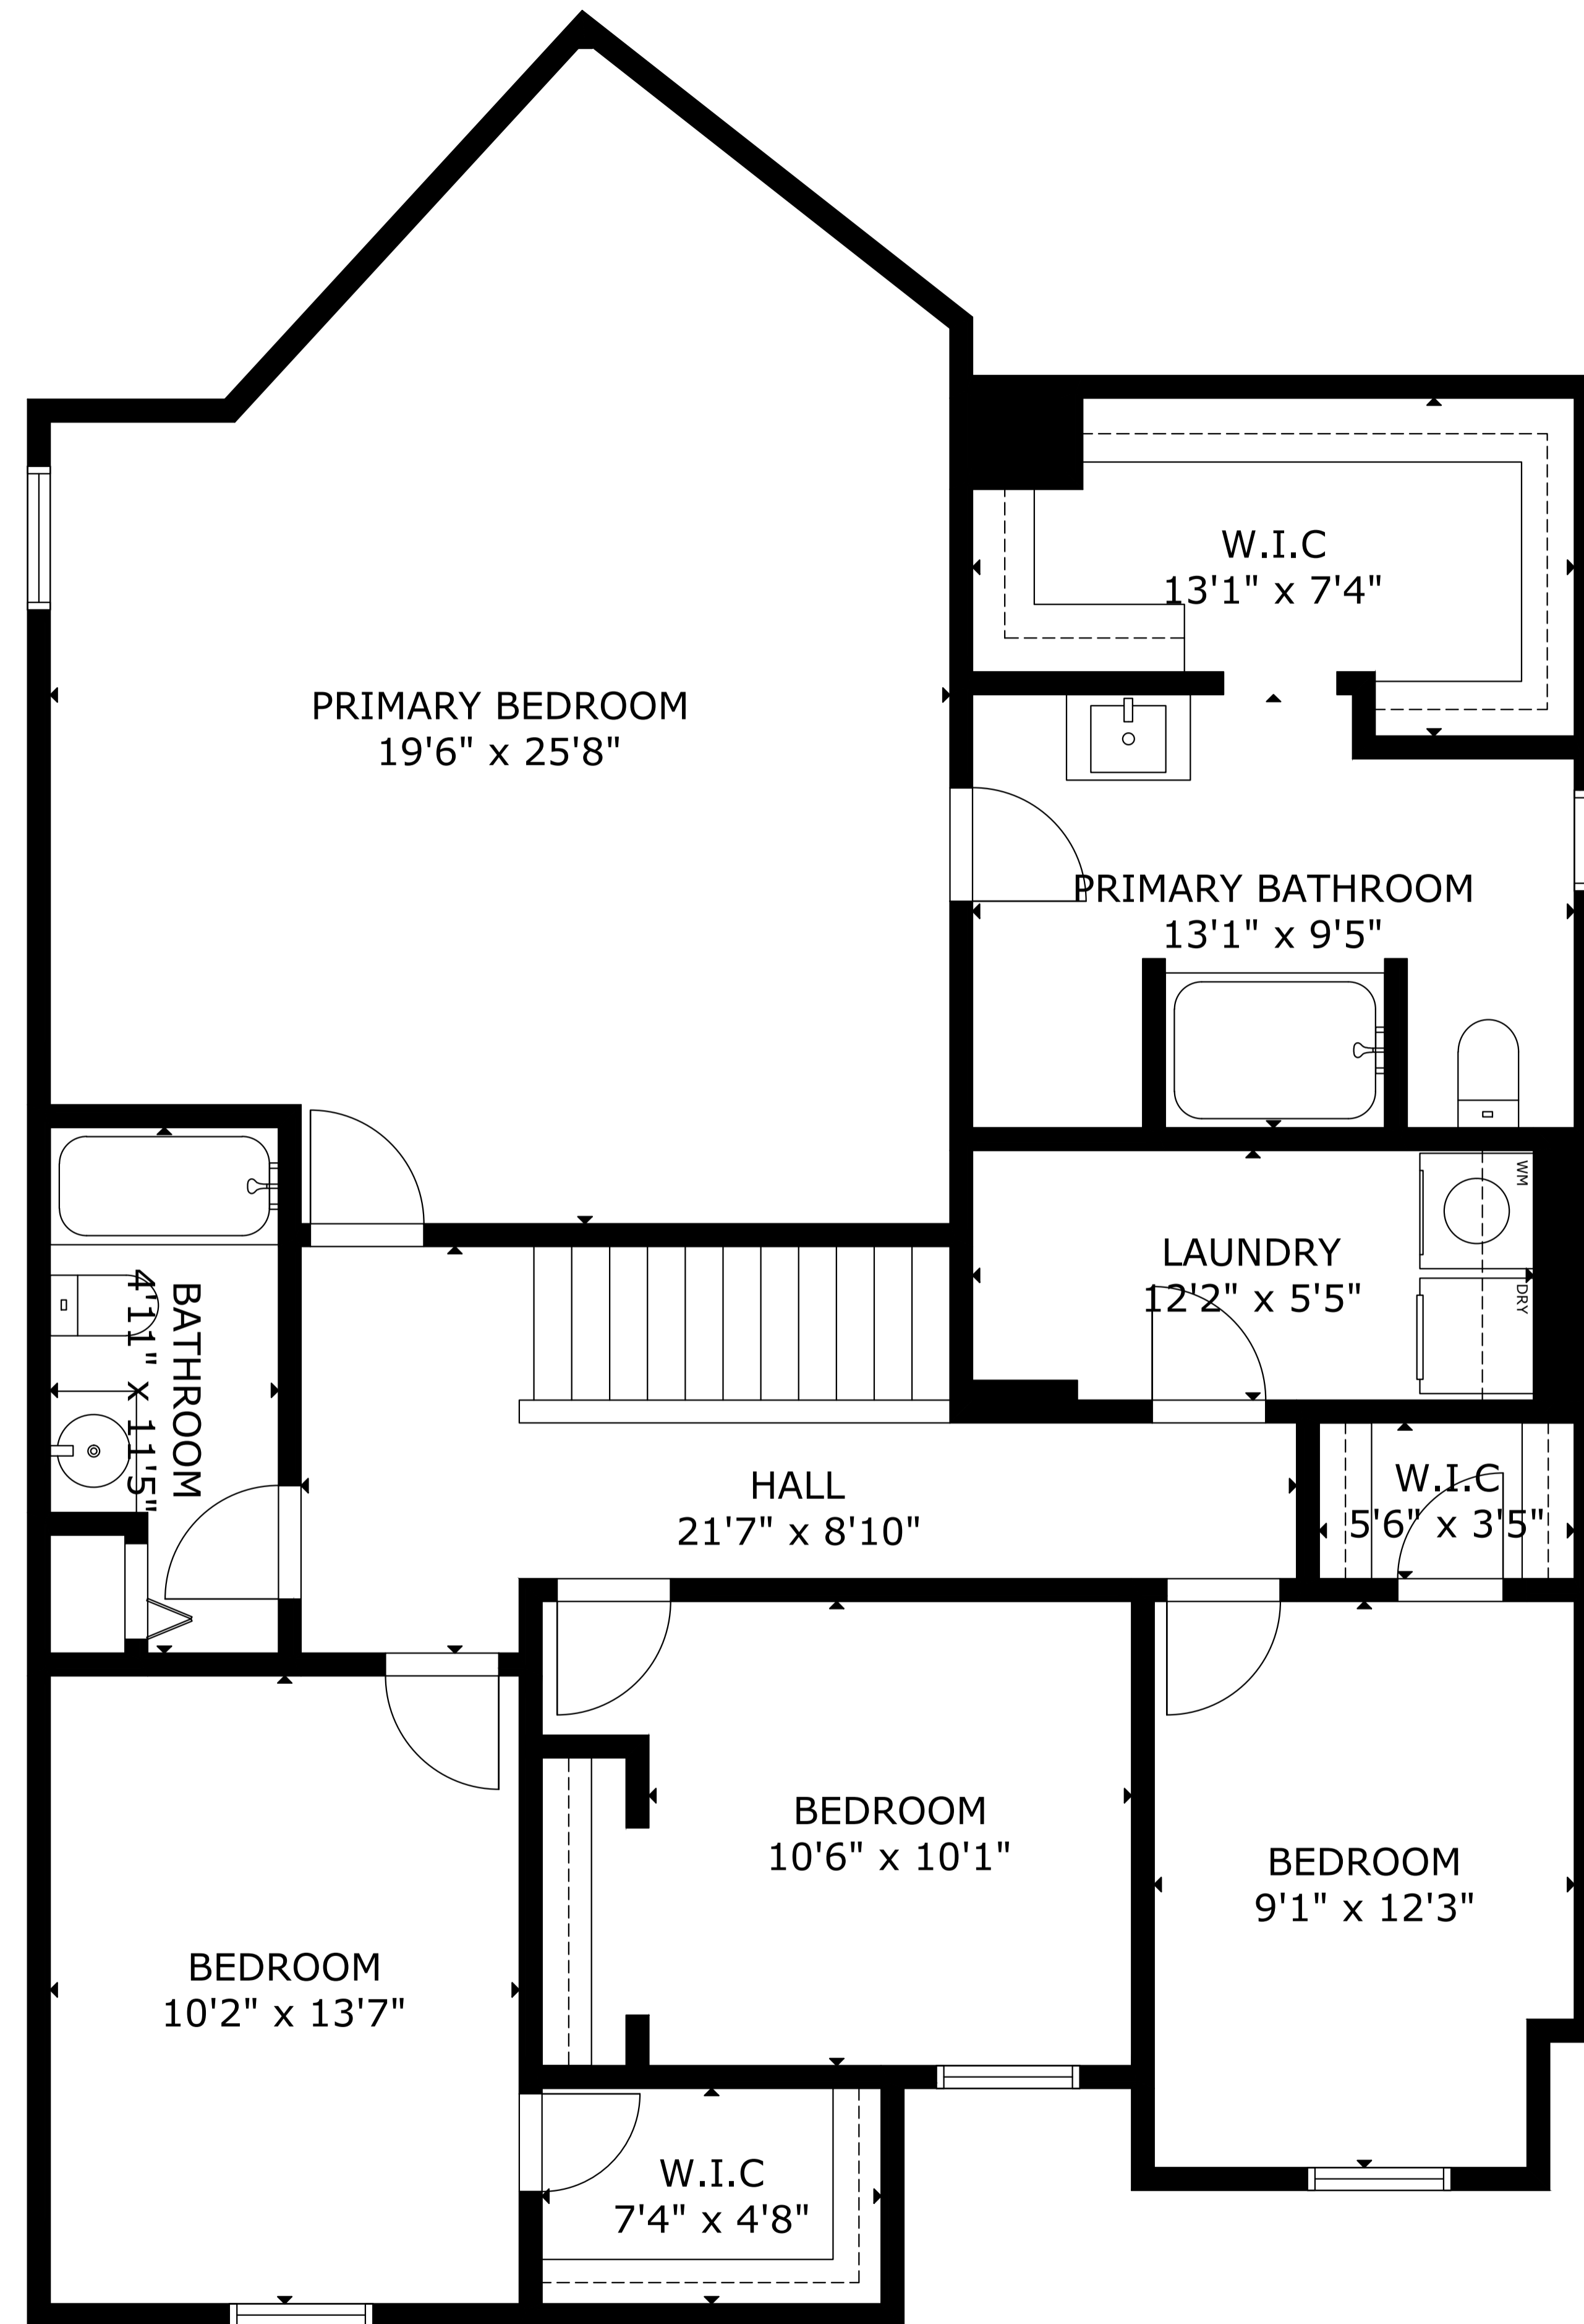 W.I.C
13'1" x 7'4"
PRIMARY BEDROOM
19'6" x 25'8"
PRIMARY BATHROOM
13'1" x 9'5"
WM
LAUNDRY
12'2" x 5'5"
DRY
BATHROOM
4'11" x 11'5"
HALL
21'7" x 8'10"
W.I.C
5'6" x 3'5"
BEDROOM
10'6" x 10'1"
BEDROOM
9'1" x 12'3"
BEDROOM
10'2" x 13'7"
W.I.C
7'4" x 4'8"